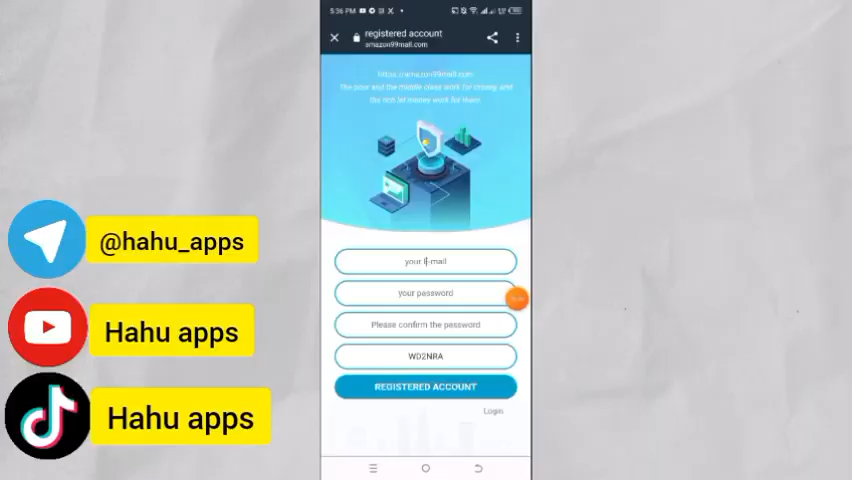 5:36 PM
registered account
amazon99mall.com
https://amazon99mall.com
The poor and the middle class work for money and
the rich let money work for them.
your E-mail
your password
Please confirm the password
WD2NRA
REGISTERED ACCOUNT
Login
@hahu_apps
Hahu apps
Hahu apps